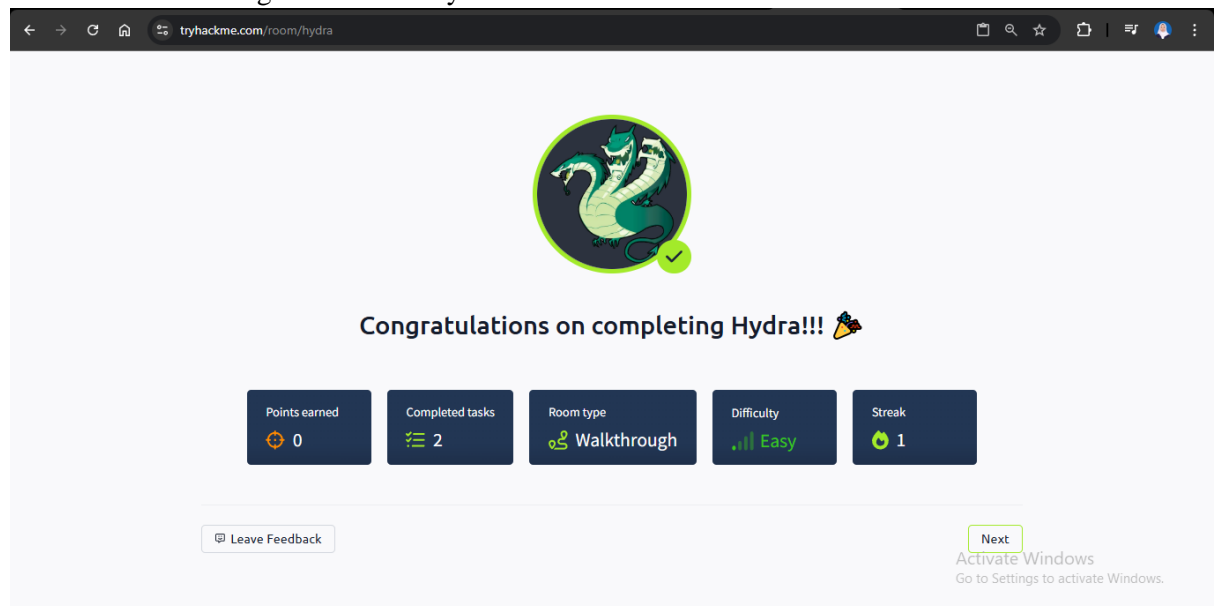 tryhackme.com/room/hydra
Congratulations on completing Hydra!!!
Points earned
0
Completed tasks
2
Room type
Walkthrough
Difficulty
Easy
Streak
1
Leave Feedback
Next
Activate Windows
Go to Settings to activate Windows.